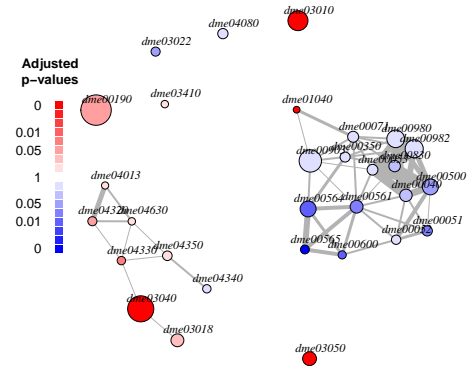 dme03010
dme04080
dme03022
Adjusted
p−values
0
0.01
0.05
1
0.05
0.01
0
dme00190
dme03410
dme01040
dme00071
dme00980
dme00982
dme00350
dme00830
dme00500
dme00040
dme04013
dme04320
dme04630
dme00564
dme00561
dme00051
dme00052
dme00565
dme00600
dme04330
dme04350
dme04340
dme03040
dme03018
dme03050